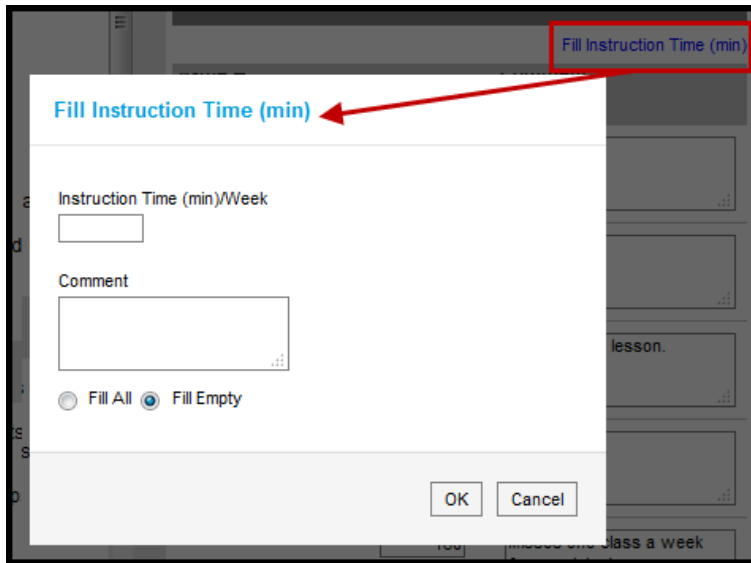 Fill Instruction Time (min)
Fill Instruction Time (min)
Instruction Time (min)/Week
Comment
lesson.
Fill All Fill Empty
OK Cancel
class a week